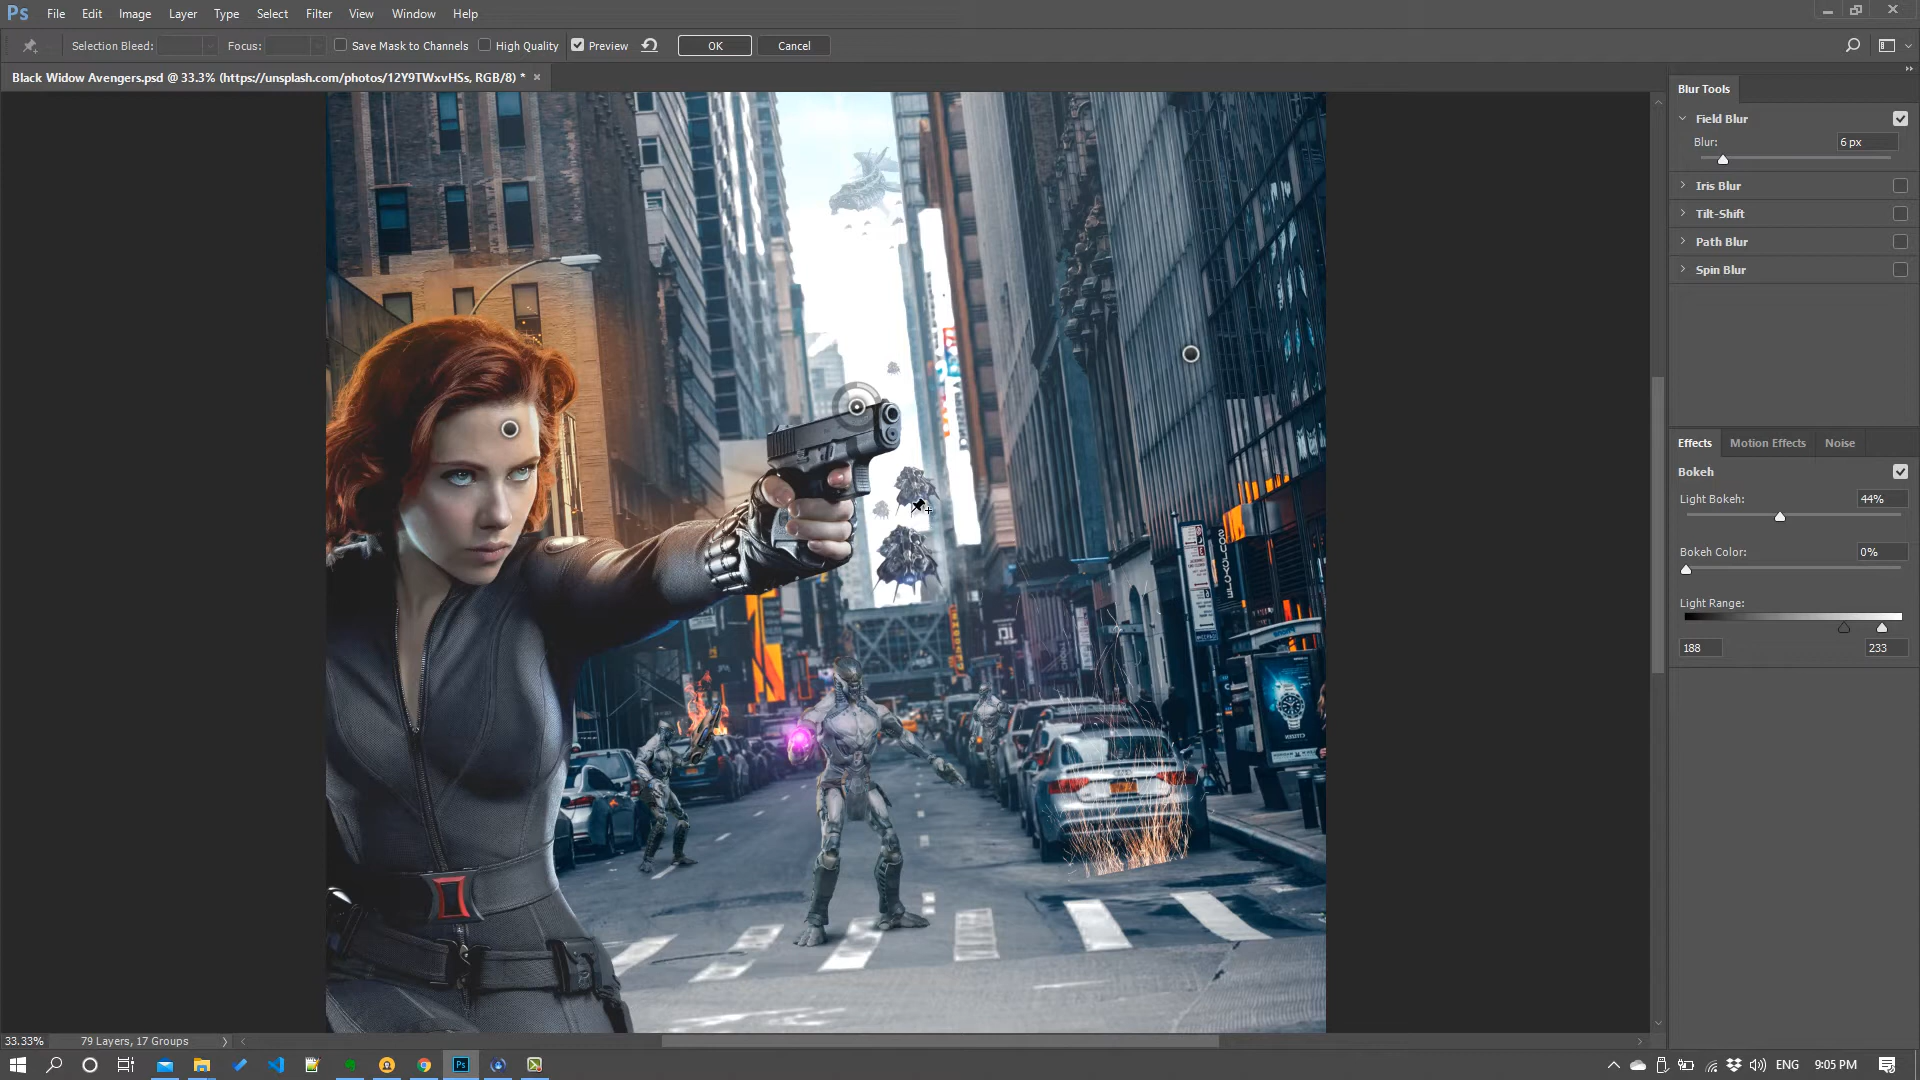 Ps File Edit Image Layer Type Select Filter View Window Help
Selection Bleed: Focus: Save Mask to Channels High Quality Preview OK Cancel
Black Widow Avengers.psd @ 33.3% (https://unsplash.com/photos/12Y9TWxvHSs, RGB/8) * ×
Blur Tools
Field Blur
Blur: 6 px
Iris Blur
Tilt-Shift
Path Blur
Spin Blur
Effects Motion Effects Noise
Bokeh
Light Bokeh: 44%
Bokeh Color: 0%
Light Range:
188 233
33.33% 79 Layers, 17 Groups
Ps ENG 9:05 PM